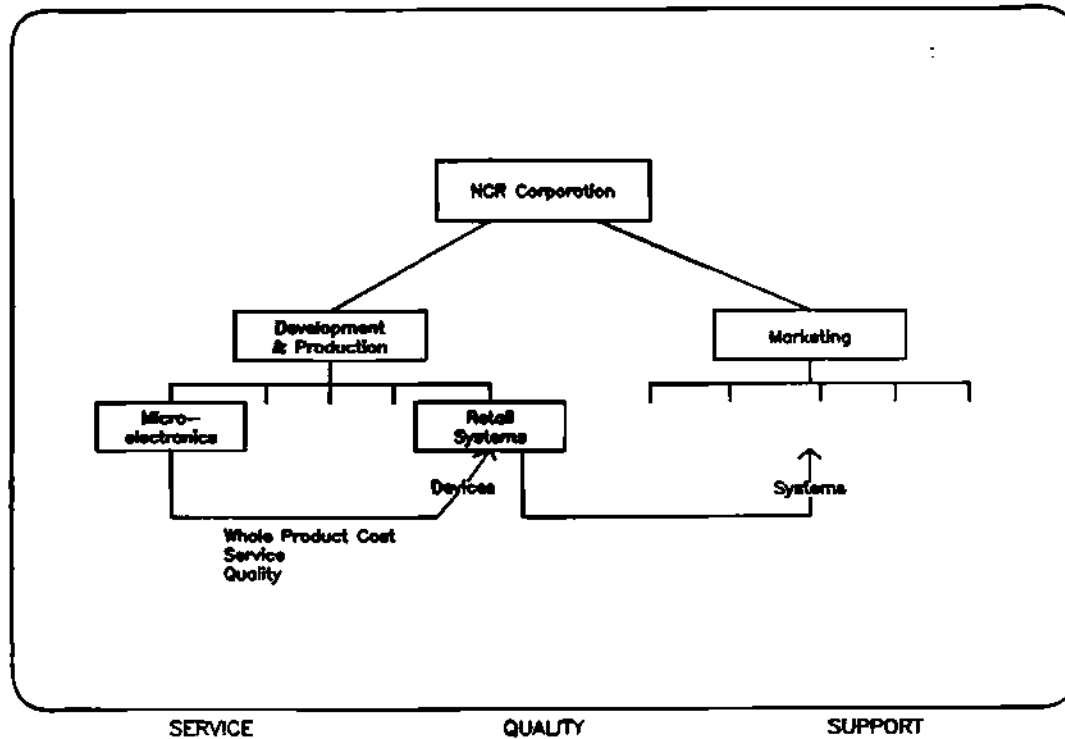 NCR Corporation
Development
& Production
Marketing
Micro-
electronics
Retail
Systems
Devices
Systems
Whole Product Cost
Service
Quality
SERVICE QUALITY SUPPORT